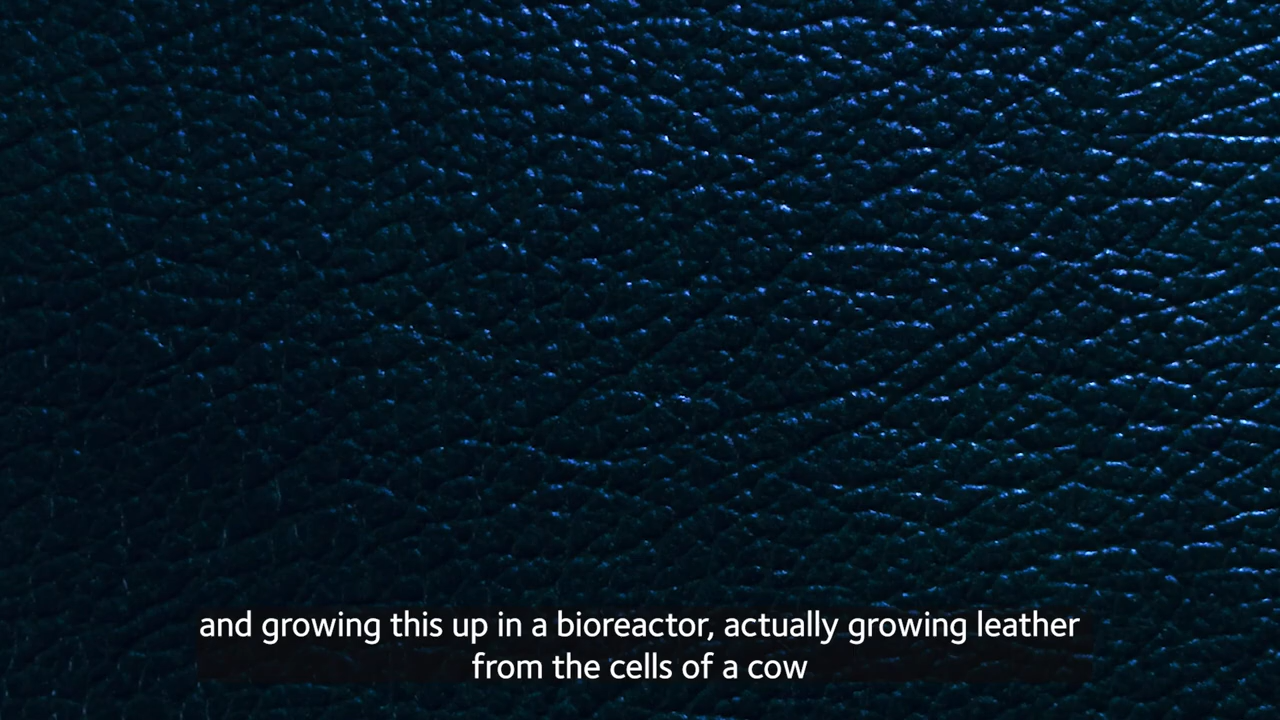 and growing this up in a bioreactor, actually growing leather
from the cells of a cow